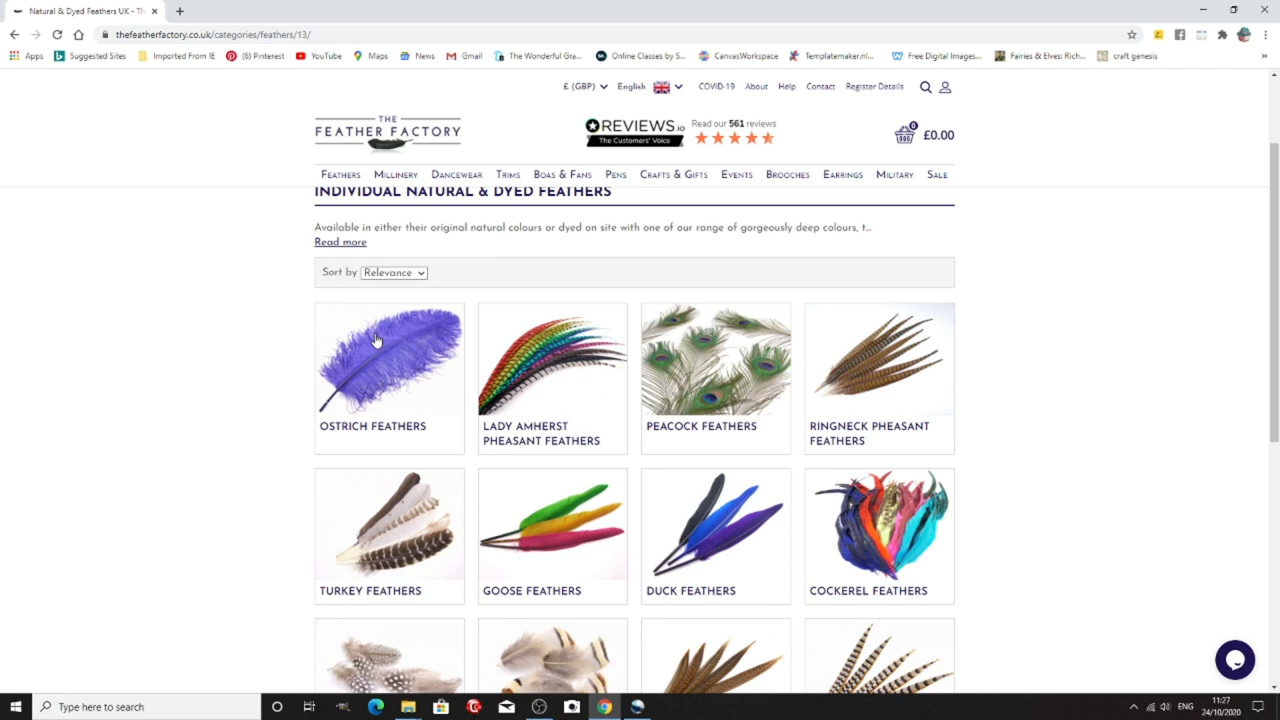 Natural & Dyed Feathers UK - Th
thefeatherfactory.co.uk/categories/feathers/13/
Apps
Suggested Sites
Imported From IE
(6) Pinterest
YouTube
Maps
News
Gmail
The Wonderful Gra...
Online Classes by S...
CanvasWorkspace
Templatemaker.nl...
Free Digital Images...
Fairies & Elves: Rich...
craft genesis
£ (GBP)
English
COVID-19
About
Help
Contact
Register Details
THE
FEATHER FACTORY
REVIEWS.io
The Customers' Voice
Read our 561 reviews
0
£0.00
FEATHERS
MILLINERY
DANCEWEAR
TRIMS
BOAS & FANS
PENS
CRAFTS & GIFTS
EVENTS
BROOCHES
EARRINGS
MILITARY
SALE
INDIVIDUAL NATURAL & DYED FEATHERS
Available in either their original natural colours or dyed on site with one of our range of gorgeously deep colours, t...
Read more
Sort by Relevance
OSTRICH FEATHERS
LADY AMHERST
PHEASANT FEATHERS
PEACOCK FEATHERS
RINGNECK PHEASANT
FEATHERS
TURKEY FEATHERS
GOOSE FEATHERS
DUCK FEATHERS
COCKEREL FEATHERS
Type here to search
ENG
11:27
24/10/2020